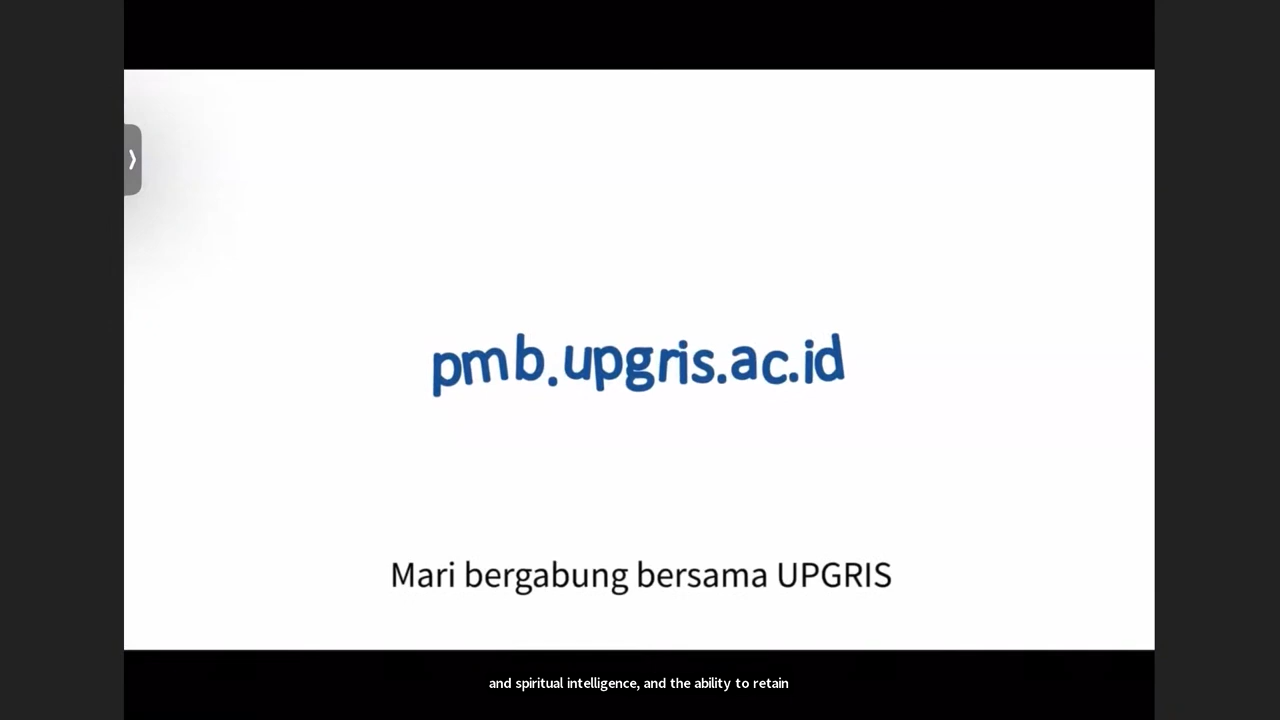 pmb.upgris.ac.id
Mari bergabung bersama UPGRIS
and spiritual intelligence, and the ability to retain